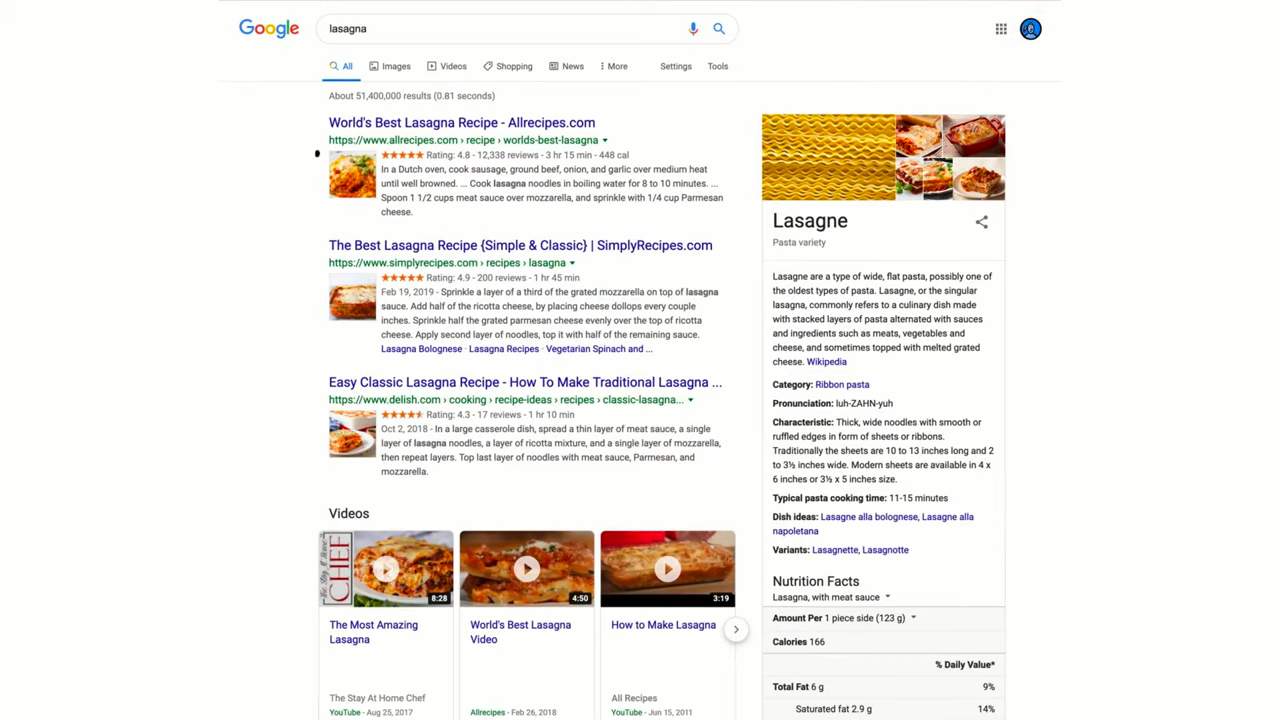 Google
lasagna
All
Images
Videos
Shopping
News
More
Settings
Tools
About 51,400,000 results (0.81 seconds)
World's Best Lasagna Recipe - Allrecipes.com
https://www.allrecipes.com › recipe › worlds-best-lasagna
Rating: 4.8 - 12,338 reviews - 3 hr 15 min - 448 cal
In a Dutch oven, cook sausage, ground beef, onion, and garlic over medium heat
until well browned. ... Cook lasagna noodles in boiling water for 8 to 10 minutes. ...
Spoon 1 1/2 cups meat sauce over mozzarella, and sprinkle with 1/4 cup Parmesan
cheese.
The Best Lasagna Recipe {Simple & Classic} | SimplyRecipes.com
https://www.simplyrecipes.com › recipes › lasagna
Rating: 4.9 - 200 reviews - 1 hr 45 min
Feb 19, 2019 - Sprinkle a layer of a third of the grated mozzarella on top of lasagna
sauce. Add half of the ricotta cheese, by placing cheese dollops every couple
inches. Sprinkle half the grated parmesan cheese evenly over the top of ricotta
cheese. Apply second layer of noodles, top it with half of the remaining sauce.
Lasagna Bolognese · Lasagna Recipes · Vegetarian Spinach and ...
Easy Classic Lasagna Recipe - How To Make Traditional Lasagna ...
https://www.delish.com › cooking › recipe-ideas › recipes › classic-lasagna...
Rating: 4.3 - 17 reviews - 1 hr 10 min
Oct 2, 2018 - In a large casserole dish, spread a thin layer of meat sauce, a single
layer of lasagna noodles, a layer of ricotta mixture, and a single layer of mozzarella,
then repeat layers. Top last layer of noodles with meat sauce, Parmesan, and
mozzarella.
Videos
CHEF
8:28
4:50
3:19
The Most Amazing
Lasagna
World's Best Lasagna
Video
How to Make Lasagna
The Stay At Home Chef
All Recipes
YouTube - Aug 25, 2017
Allrecipes - Feb 26, 2018
YouTube - Jun 15, 2011
Lasagne
Pasta variety
Lasagne are a type of wide, flat pasta, possibly one of
the oldest types of pasta. Lasagne, or the singular
lasagna, commonly refers to a culinary dish made
with stacked layers of pasta alternated with sauces
and ingredients such as meats, vegetables and
cheese, and sometimes topped with melted grated
cheese. Wikipedia
Category: Ribbon pasta
Pronunciation: luh-ZAHN-yuh
Characteristic: Thick, wide noodles with smooth or
ruffled edges in form of sheets or ribbons.
Traditionally the sheets are 10 to 13 inches long and 2
to 3½ inches wide. Modern sheets are available in 4 x
6 inches or 3½ x 5 inches size.
Typical pasta cooking time: 11-15 minutes
Dish ideas: Lasagne alla bolognese, Lasagne alla
napoletana
Variants: Lasagnette, Lasagnotte
Nutrition Facts
Lasagna, with meat sauce
Amount Per 1 piece side (123 g)
Calories 166
% Daily Value*
Total Fat 6 g 9%
Saturated fat 2.9 g 14%